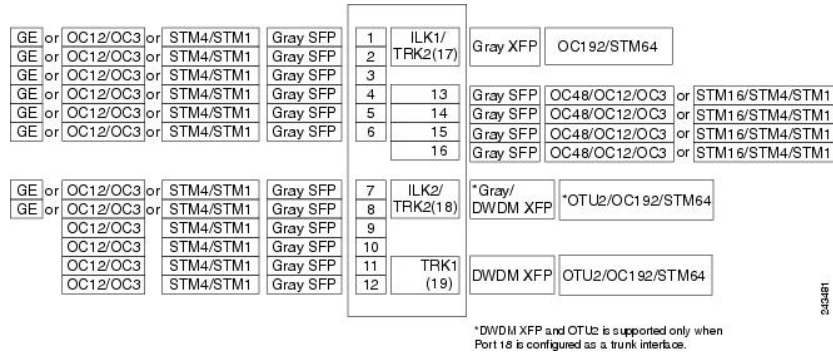 GE or OC12/OC3 or STM4/STM1 Gray SFP 1 ILK1/ TRK2(17) Gray XFP OC192/STM64
GE or OC12/OC3 or STM4/STM1 Gray SFP 2
GE or OC12/OC3 or STM4/STM1 Gray SFP 3
GE or OC12/OC3 or STM4/STM1 Gray SFP 4 13 Gray SFP OC48/OC12/OC3 or STM16/STM4/STM1
GE or OC12/OC3 or STM4/STM1 Gray SFP 5 14 Gray SFP OC48/OC12/OC3 or STM16/STM4/STM1
GE or OC12/OC3 or STM4/STM1 Gray SFP 6 15 Gray SFP OC48/OC12/OC3 or STM16/STM4/STM1
16 Gray SFP OC48/OC12/OC3 or STM16/STM4/STM1
GE or OC12/OC3 or STM4/STM1 Gray SFP 7 ILK2/ *Gray/
GE or OC12/OC3 or STM4/STM1 Gray SFP 8 TRK2(18) DWDM XFP *OTU2/OC192/STM64
OC12/OC3 STM4/STM1 Gray SFP 9
OC12/OC3 STM4/STM1 Gray SFP 10
OC12/OC3 STM4/STM1 Gray SFP 11 TRK1
OC12/OC3 STM4/STM1 Gray SFP 12 (19) DWDM XFP OTU2/OC192/STM64
243481
*DWDM XFP and OTU2 is supported only when
Port 18 is configured as a trunk interface.